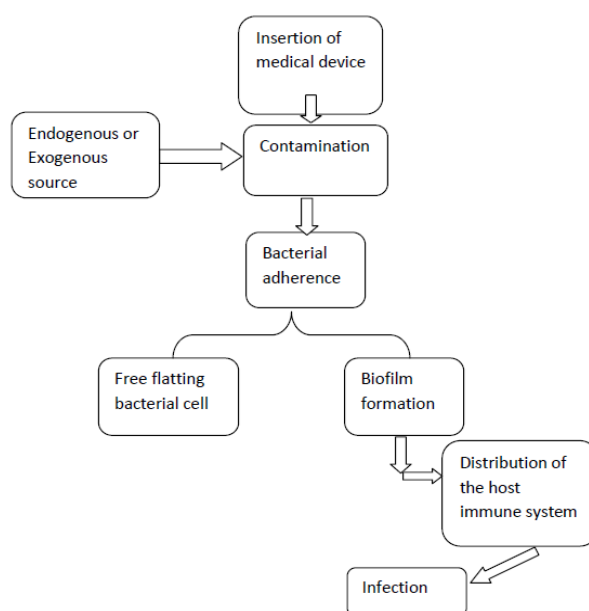 Insertion of
medical device
Endogenous or
Exogenous
source
Contamination
Bacterial
adherence
Free flatting
bacterial cell
Biofilm
formation
Distribution of
the host
immune system
Infection